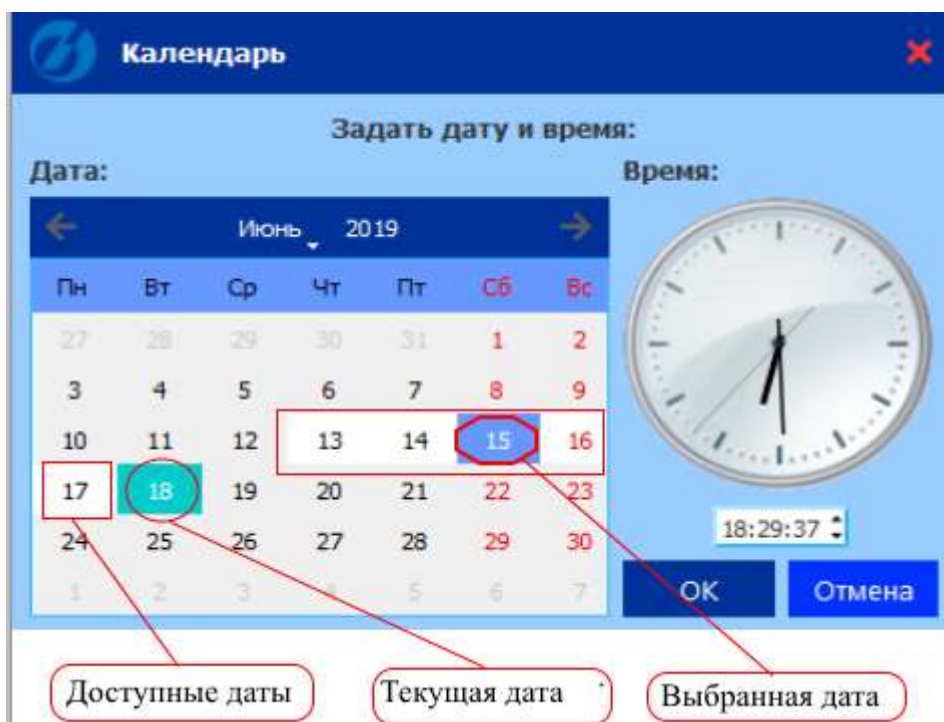 Календарь
Задать дату и время:
Дата:
Время:
Июнь 2019
Пн Вт Ср Чт Пт Сб Вс
27 28 29 30 31 1 2
3 4 5 6 7 8 9
10 11 12 13 14 15 16
17 18 19 20 21 22 23
24 25 26 27 28 29 30
1 2 3 4 5 6 7
18:29:37
OK Отмена
Доступные даты Текущая дата Выбранная дата